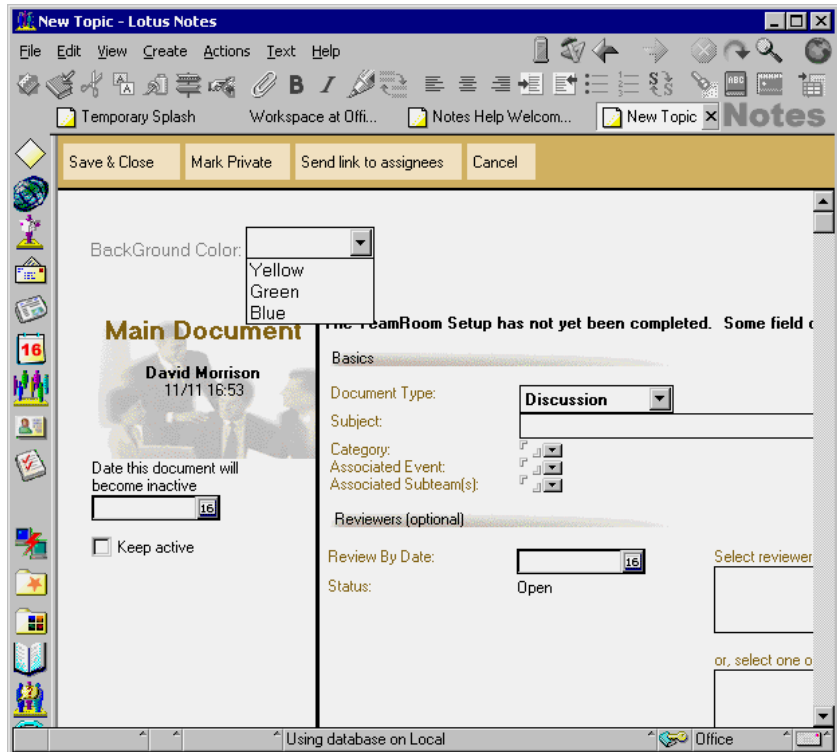 New Topic - Lotus Notes
File Edit View Create Actions Text Help
Temporary Splash Workspace at Offi... Notes Help Welcom... New Topic Notes
Save & Close Mark Private Send link to assignees Cancel
BackGround Color:
Yellow
Green
Blue
Main Document
David Morrison
11/11 16:53
Date this document will
become inactive
16
Keep active
The TeamRoom Setup has not yet been completed. Some field
Basics
Document Type: Discussion
Subject:
Category:
Associated Event:
Associated Subteam(s):
Reviewers (optional)
Review By Date: 16 Select reviewer
Status: Open
or, select one o
16
Using database on Local Office